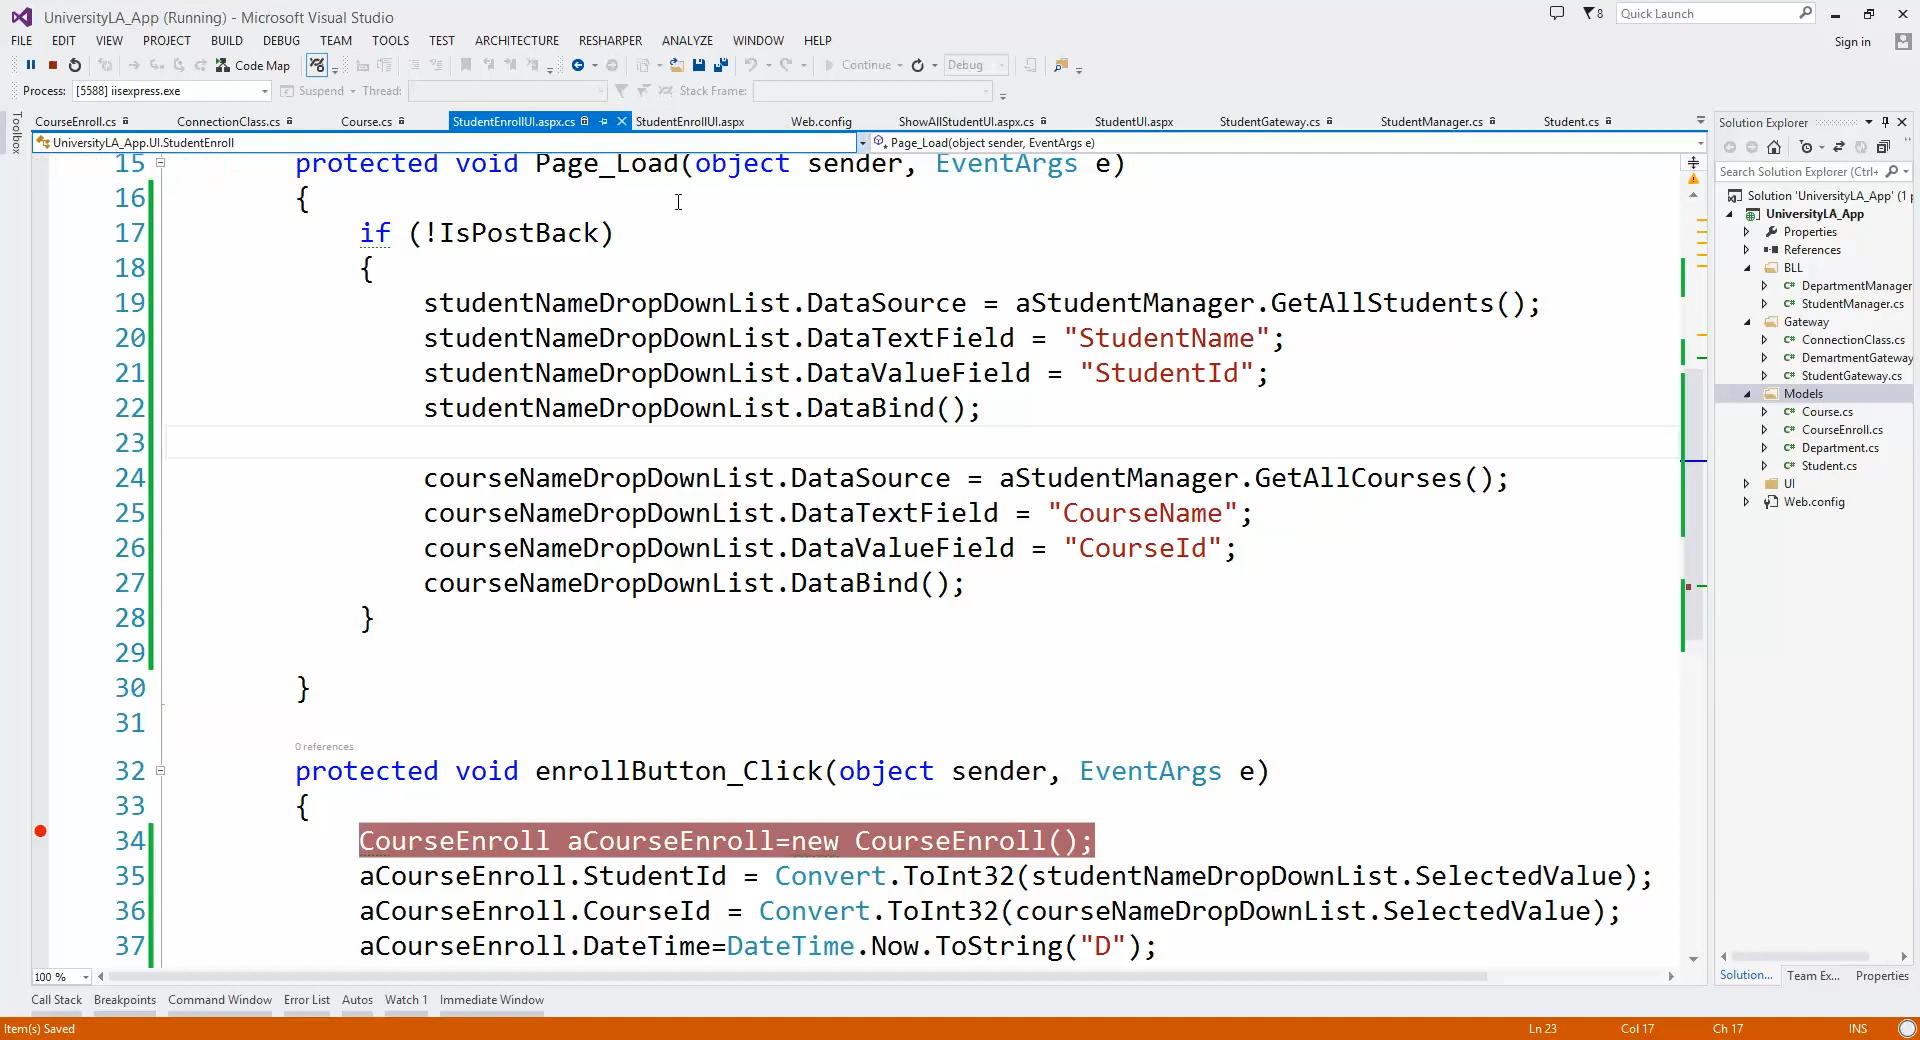 UniversityLA_App (Running) - Microsoft Visual Studio
8
Quick Launch
FILE EDIT VIEW PROJECT BUILD DEBUG TEAM TOOLS TEST ARCHITECTURE RESHARPER ANALYZE WINDOW HELP
Sign in
Code Map
Continue
Debug
Process: [5588] iisexpress.exe Suspend Thread: Stack Frame:
Toolbox
CourseEnroll.cs ConnectionClass.cs Course.cs StudentEnrollUI.aspx.cs StudentEnrollUI.aspx Web.config ShowAllStudentUI.aspx.cs StudentUI.aspx StudentGateway.cs StudentManager.cs Student.cs
UniversityLA_App.UI.StudentEnroll Page_Load(object sender, EventArgs e)
15 protected void Page_Load(object sender, EventArgs e)
16 {
17 if (!IsPostBack)
18 {
19 studentNameDropDownList.DataSource = aStudentManager.GetAllStudents();
20 studentNameDropDownList.DataTextField = "StudentName";
21 studentNameDropDownList.DataValueField = "StudentId";
22 studentNameDropDownList.DataBind();
23
24 courseNameDropDownList.DataSource = aStudentManager.GetAllCourses();
25 courseNameDropDownList.DataTextField = "CourseName";
26 courseNameDropDownList.DataValueField = "CourseId";
27 courseNameDropDownList.DataBind();
28 }
29
30 }
31
0 references
32 protected void enrollButton_Click(object sender, EventArgs e)
33 {
34 CourseEnroll aCourseEnroll=new CourseEnroll();
35 aCourseEnroll.StudentId = Convert.ToInt32(studentNameDropDownList.SelectedValue);
36 aCourseEnroll.CourseId = Convert.ToInt32(courseNameDropDownList.SelectedValue);
37 aCourseEnroll.DateTime=DateTime.Now.ToString("D");
100 %
Solution Explorer
Search Solution Explorer (Ctrl+
Solution 'UniversityLA_App' (1 p
UniversityLA_App
Properties
References
BLL
DepartmentManager
StudentManager.cs
Gateway
ConnectionClass.cs
DemartmentGateway
StudentGateway.cs
Models
Course.cs
CourseEnroll.cs
Department.cs
Student.cs
UI
Web.config
Solution... Team Ex... Properties
Call Stack Breakpoints Command Window Error List Autos Watch 1 Immediate Window
Item(s) Saved Ln 23 Col 17 Ch 17 INS